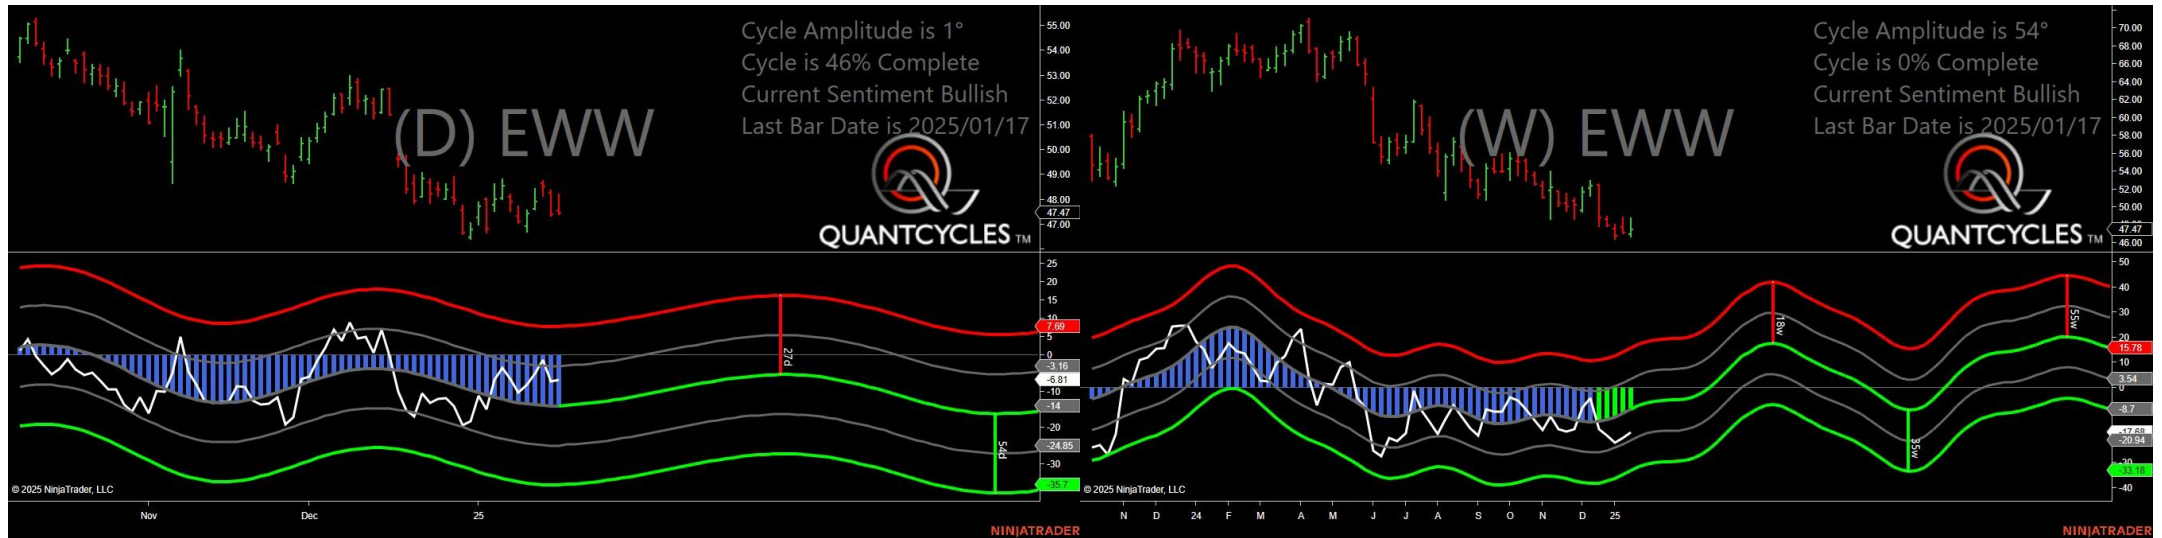 Cycle Amplitude is 1°
Cycle is 46% Complete
Current Sentiment Bullish
Last Bar Date is 2025/01/17
(D) EWW
QUANTCYCLES TM
55.00
54.00
53.00
52.00
51.00
50.00
49.00
48.00
47.47
47.00
25
20
15
10
7.69
5
0
-3.16
-6.81
-10
-14
-20
-24.85
-30
-35.7
27d
54d
© 2025 NinjaTrader, LLC
Nov Dec 25
NINJATRADER
Cycle Amplitude is 54°
Cycle is 0% Complete
Current Sentiment Bullish
Last Bar Date is 2025/01/17
(W) EWW
QUANTCYCLES TM
70.00
68.00
66.00
64.00
62.00
60.00
58.00
56.00
54.00
52.00
50.00
47.47
46.00
50
40
30
20
15.78
10
3.54
0
-8.7
-17.68
-20.94
-33.18
-40
18w
35w
55w
© 2025 NinjaTrader, LLC
N D 24 F M A M J J A S O N D 25
NINJATRADER